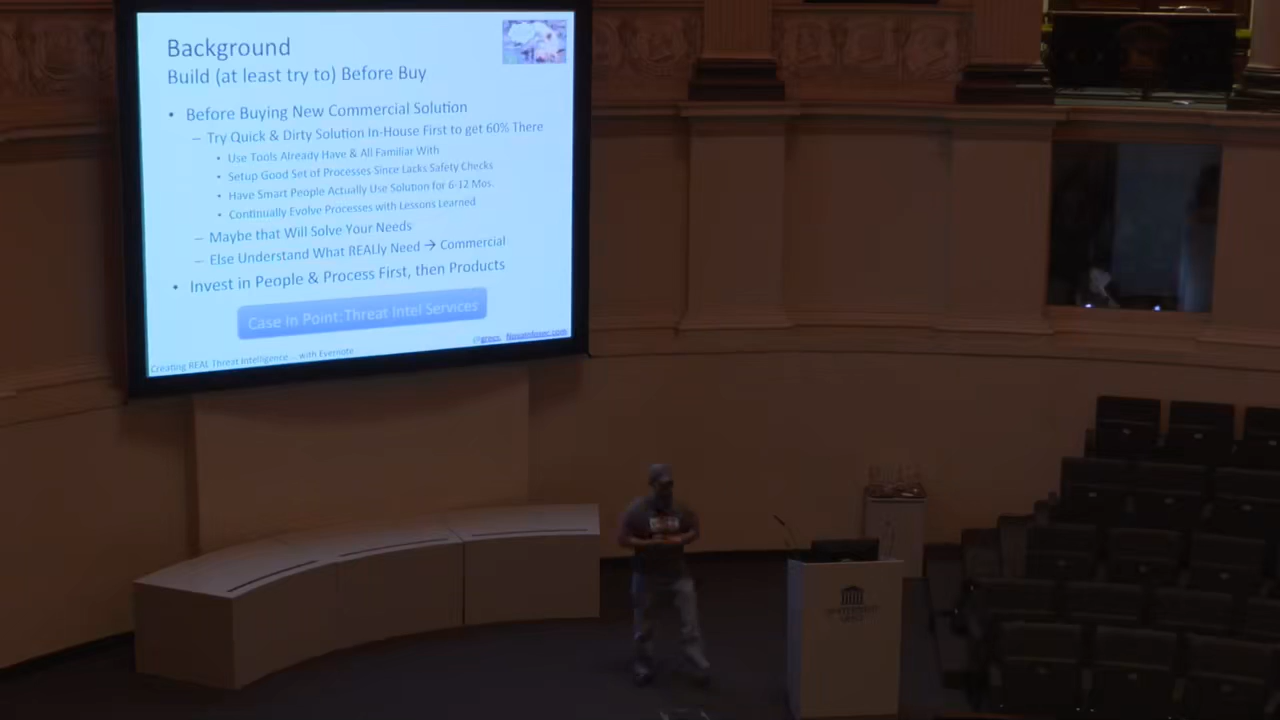 Background
Build (at least try to) Before Buy
• Before Buying New Commercial Solution
– Try Quick & Dirty Solution In-House First to get 60% There
• Use Tools Already Have & All Familiar With
• Setup Good Set of Processes Since Lacks Safety Checks
• Have Smart People Actually Use Solution for 6-12 Mos.
• Continually Evolve Processes with Lessons Learned
– Maybe that Will Solve Your Needs
– Else Understand What REALly Need → Commercial
• Invest in People & Process First, then Products
Case In Point: Threat Intel Services
@grecs, NovaInfosec.com
Creating REAL Threat Intelligence ... with Evernote